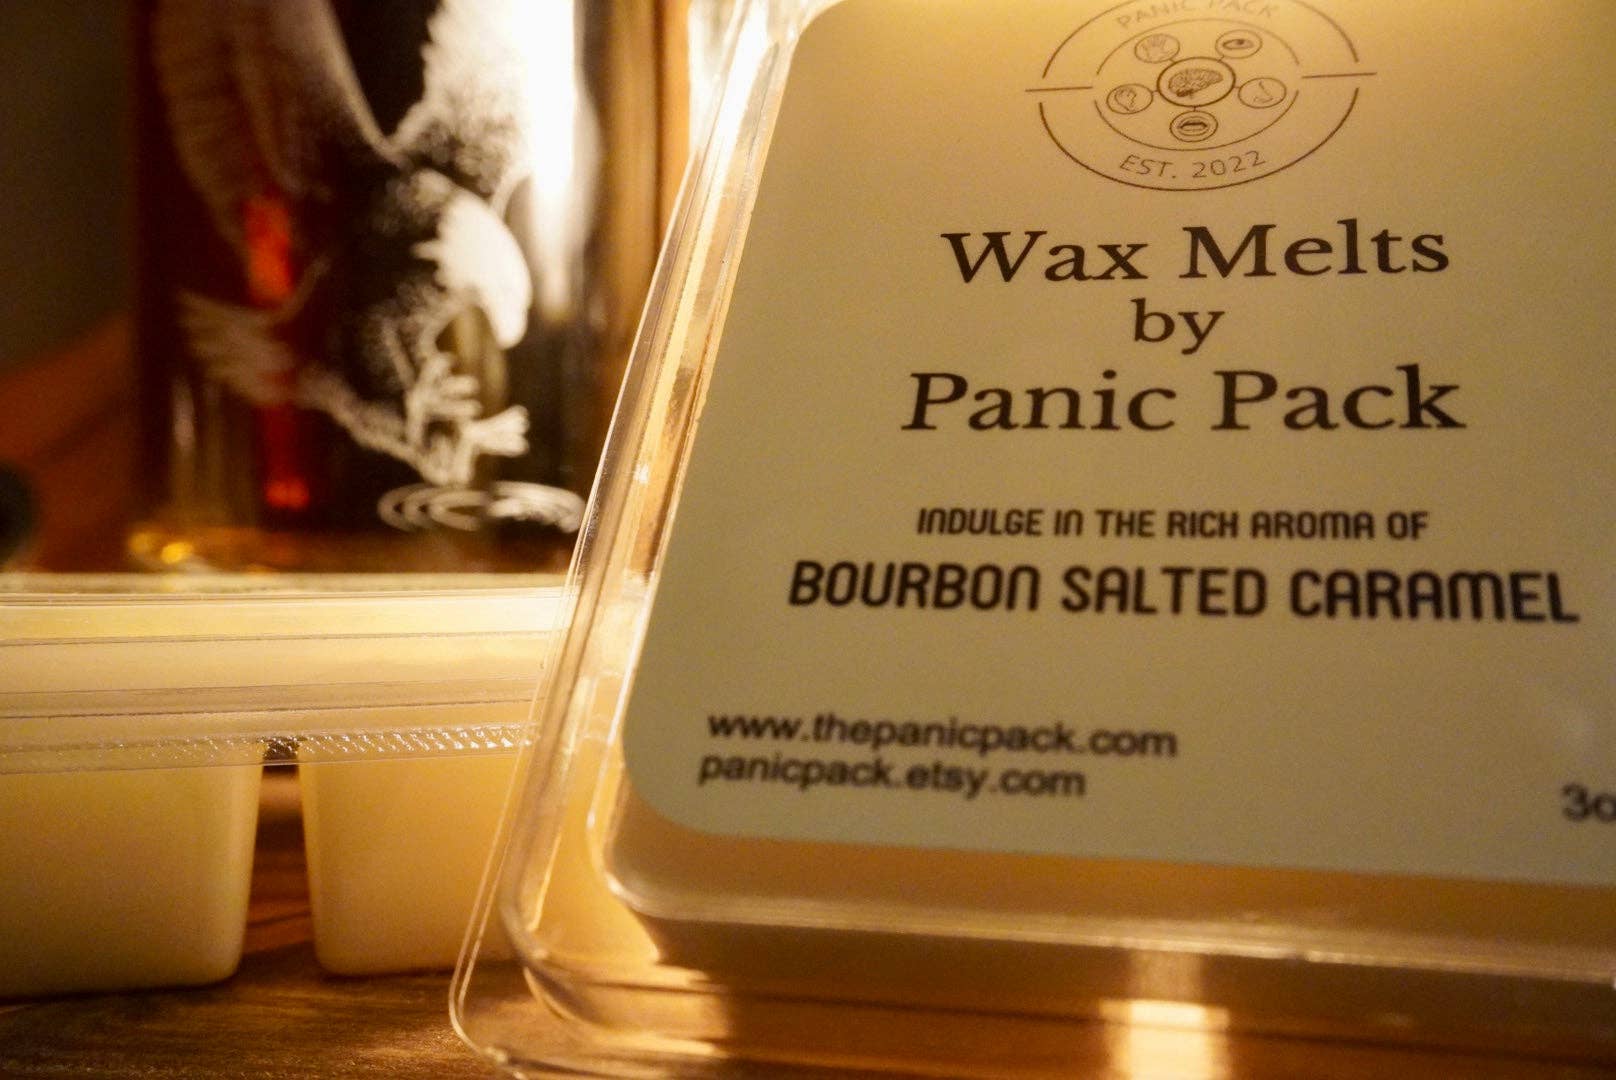 PANIC PACK
EST. 2022
Wax Melts
by
Panic Pack
INDULGE IN THE RICH AROMA OF
BOURBON SALTED CARAMEL
www.thepanicpack.com
panicpack.etsy.com